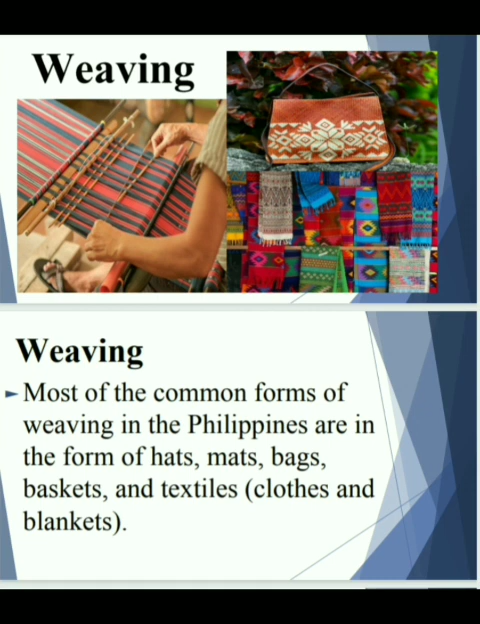 Weaving
Weaving
Most of the common forms of
weaving in the Philippines are in
the form of hats, mats, bags,
baskets, and textiles (clothes and
blankets).